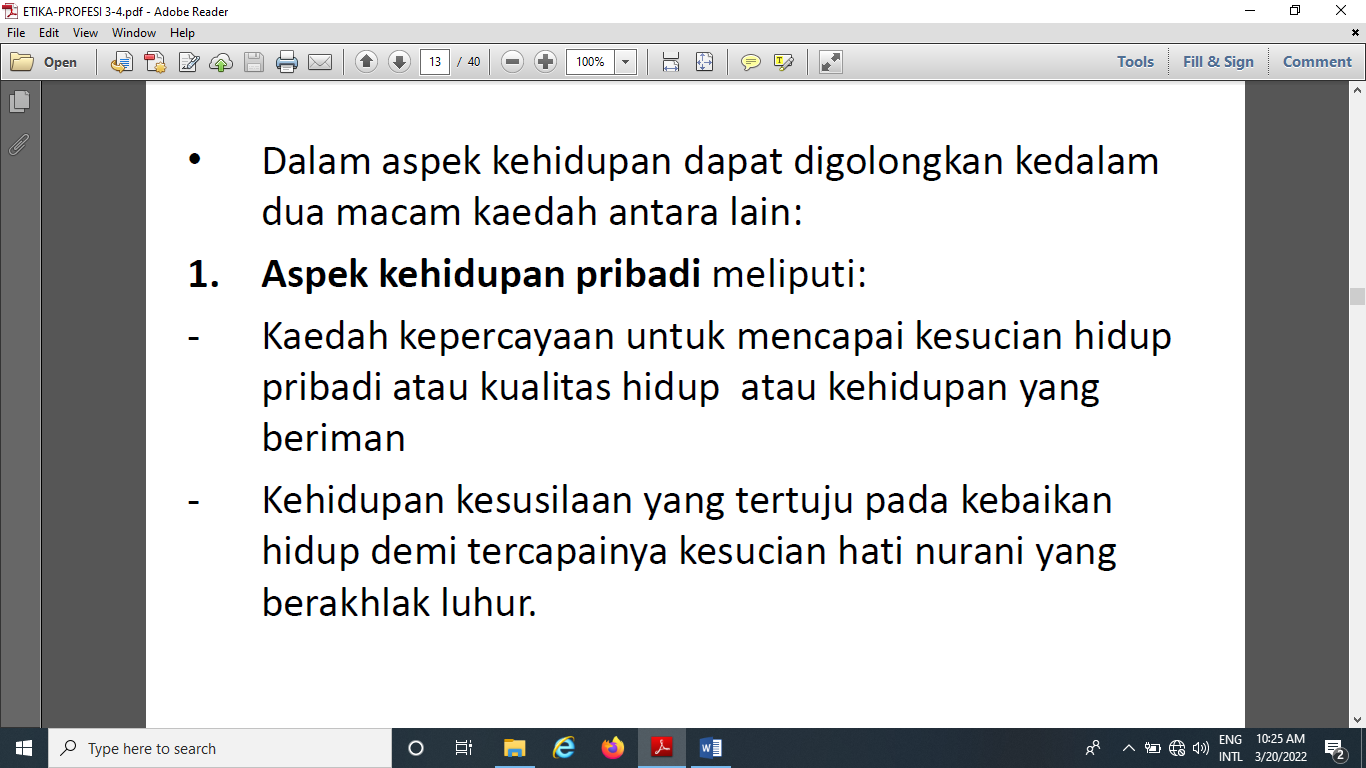 ETIKA-PROFESI 3-4.pdf - Adobe Reader
File Edit View Window Help
Open 13 / 40 100% Tools Fill & Sign Comment
• Dalam aspek kehidupan dapat digolongkan kedalam
dua macam kaedah antara lain:
1. Aspek kehidupan pribadi meliputi:
- Kaedah kepercayaan untuk mencapai kesucian hidup
pribadi atau kualitas hidup atau kehidupan yang
beriman
- Kehidupan kesusilaan yang tertuju pada kebaikan
hidup demi tercapainya kesucian hati nurani yang
berakhlak luhur.
Type here to search
ENG 10:25 AM
INTL 3/20/2022 2